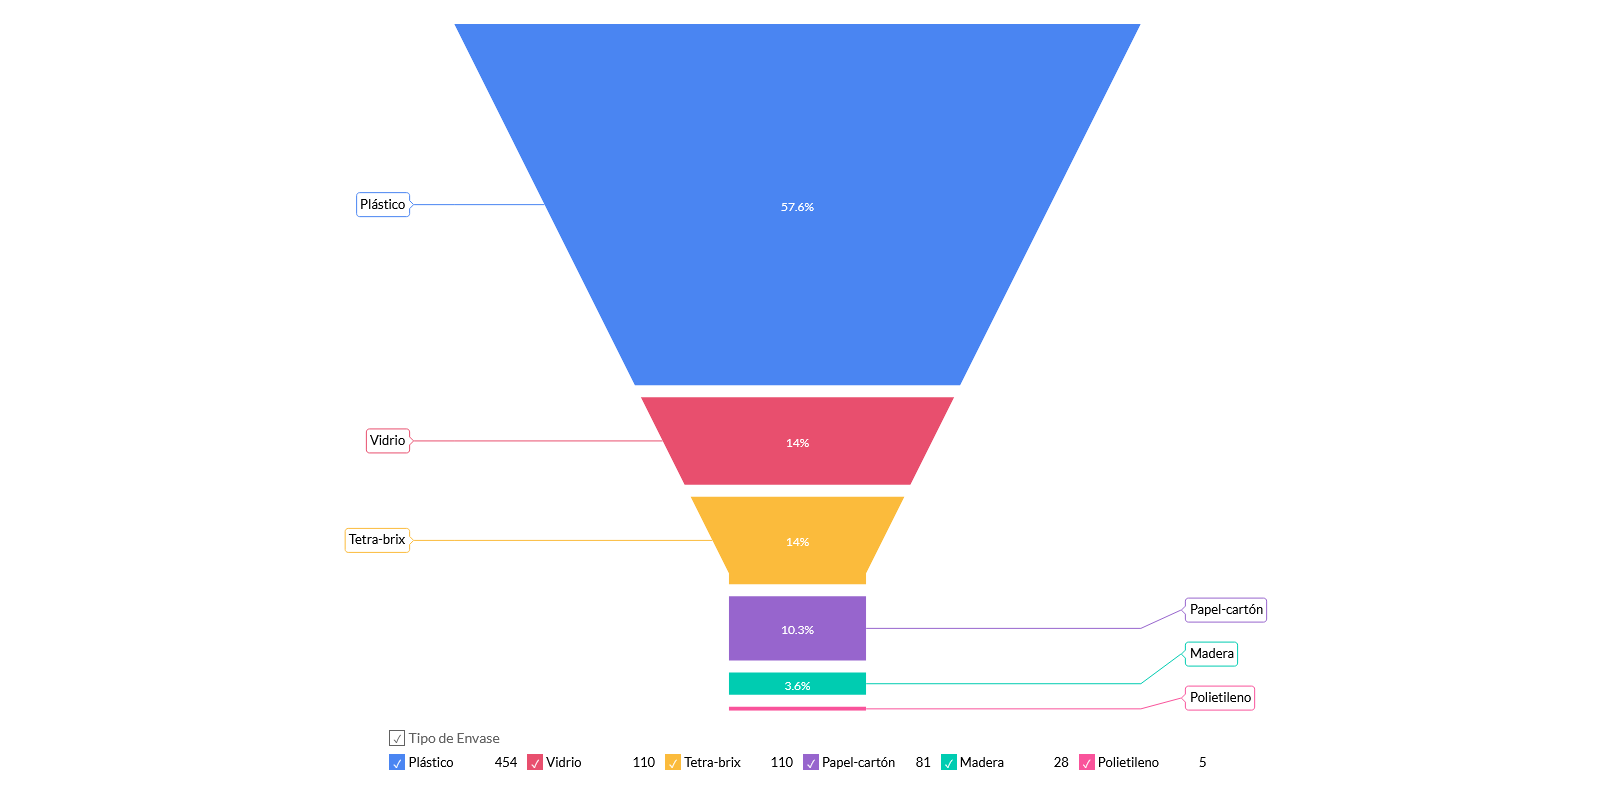 57.6%
Plástico
Vidrio
14%
Tetra-brix
14%
Papel-cartón
10.3%
Madera
3.6%
Polietileno
Tipo de Envase
Plástico 454 Vidrio 110 Tetra-brix 110 Papel-cartón 81 Madera 28 Polietileno 5